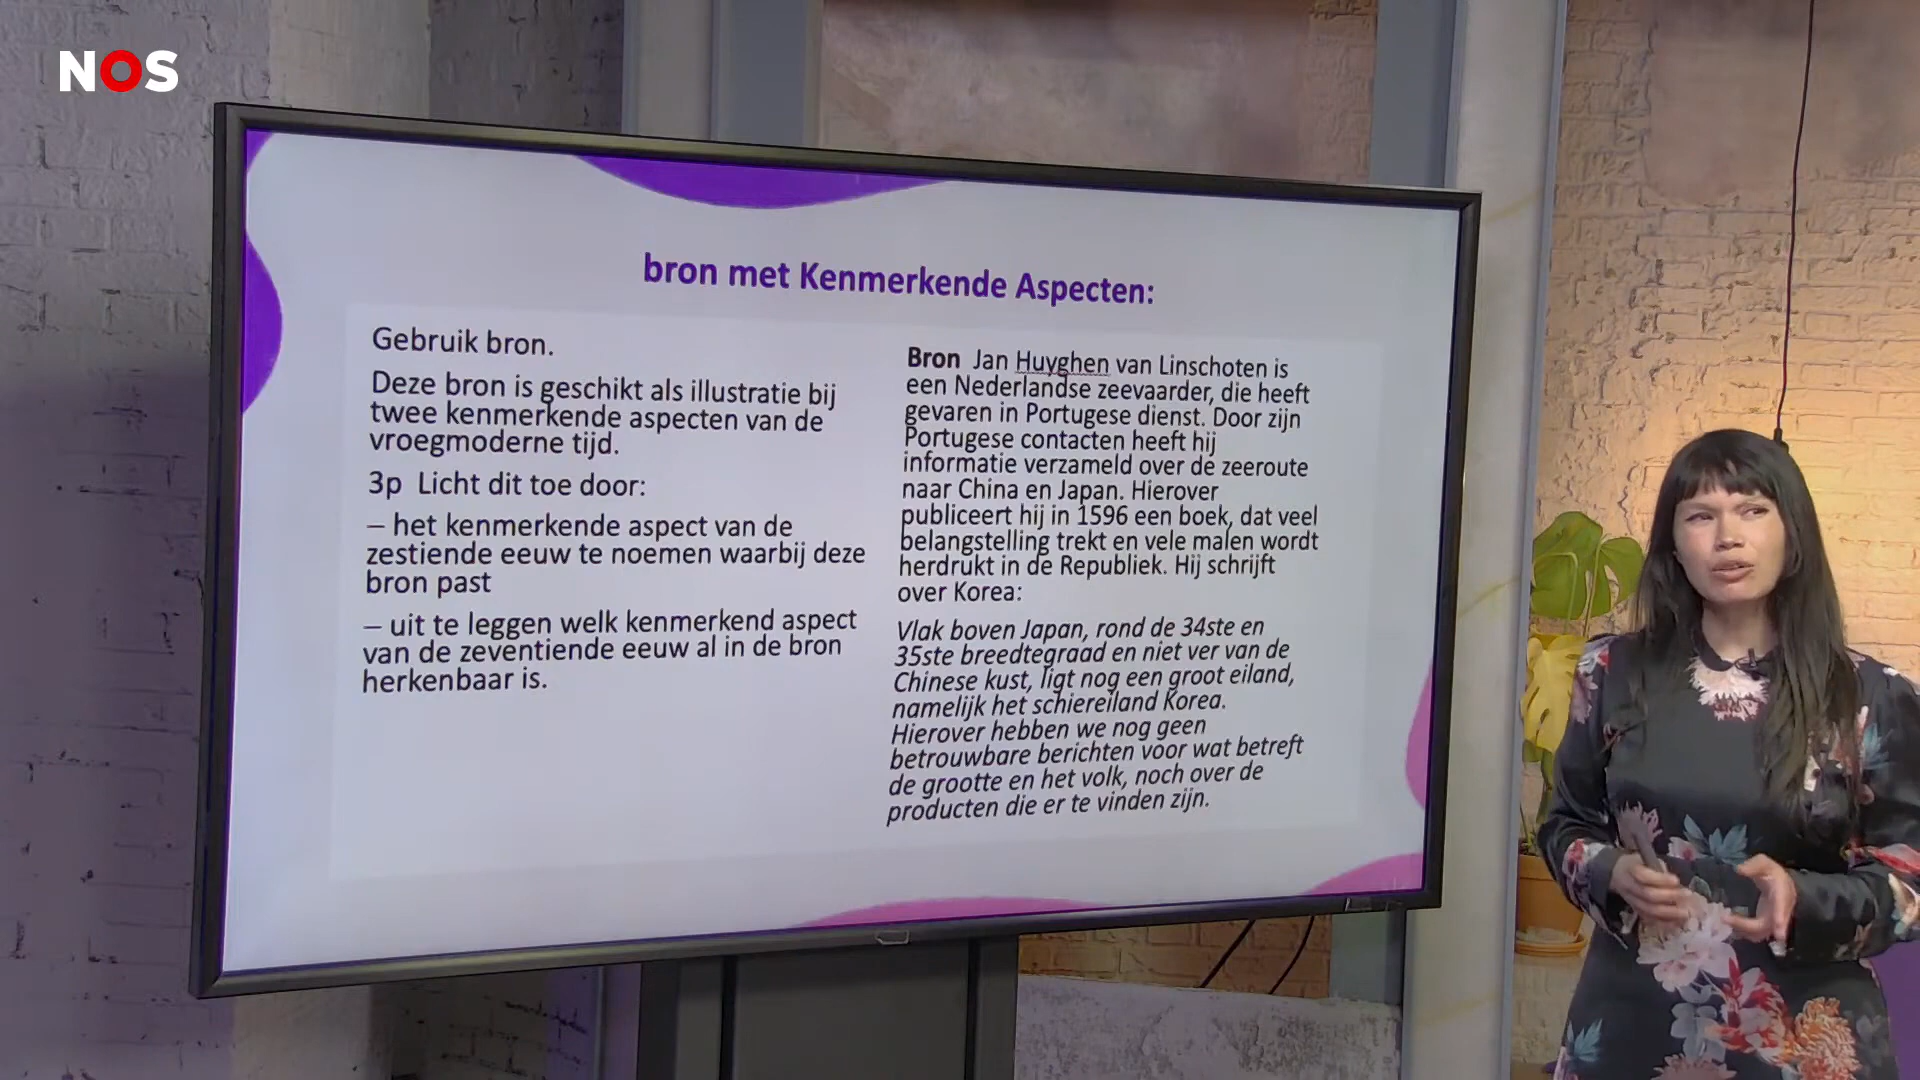 NOS
bron met Kenmerkende Aspecten:
Gebruik bron.
Deze bron is geschikt als illustratie bij
twee kenmerkende aspecten van de
vroegmoderne tijd.
3p Licht dit toe door:
– het kenmerkende aspect van de
zestiende eeuw te noemen waarbij deze
bron past
– uit te leggen welk kenmerkend aspect
van de zeventiende eeuw al in de bron
herkenbaar is.
Bron Jan Huyghen van Linschoten is
een Nederlandse zeevaarder, die heeft
gevaren in Portugese dienst. Door zijn
Portugese contacten heeft hij
informatie verzameld over de zeeroute
naar China en Japan. Hierover
publiceert hij in 1596 een boek, dat veel
belangstelling trekt en vele malen wordt
herdrukt in de Republiek. Hij schrijft
over Korea:
Vlak boven Japan, rond de 34ste en
35ste breedtegraad en niet ver van de
Chinese kust, ligt nog een groot eiland,
namelijk het schiereiland Korea.
Hierover hebben we nog geen
betrouwbare berichten voor wat betreft
de grootte en het volk, noch over de
producten die er te vinden zijn.